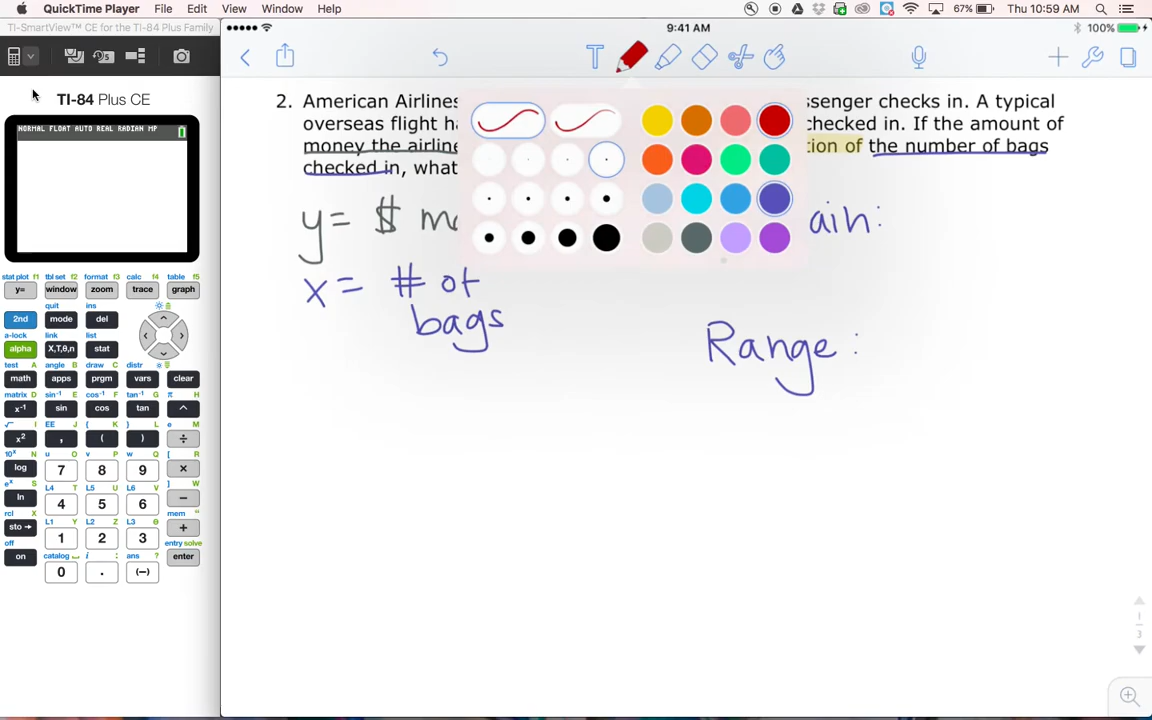 QuickTime Player File Edit View Window Help 67% Thu 10:59 AM
TI-SmartView™ CE for the TI-84 Plus Family
9:41 AM 100%
T
TI-84 Plus CE
NORMAL FLOAT AUTO REAL RADIAN MP
2. American Airlines
ssenger checks in. A typical
overseas flight ha
checked in. If the amount of
money the airline
tion of the number of bags
checked in, what
y= $ mo
ain:
x= # of
bags
Range:
stat plot f1 tbl set f2 format f3 calc f4 table f5
y= window zoom trace graph
quit ins
2nd mode del
a-lock link list
alpha X,T,θ,n stat
test A angle B draw C distr
math apps prgm vars clear
matrix D sin⁻¹ E cos⁻¹ F tan⁻¹ G π H
x⁻¹ sin cos tan ^
√ I EE J { K } L e M
x² , ( ) ÷
10ˣ N u O v P w Q [ R
log 7 8 9 ×
eˣ S L4 T L5 U L6 V ] W
ln 4 5 6 −
rcl X L1 Y L2 Z L3 θ mem "
sto→ 1 2 3 +
off catalog i : ans ? entry solve
on 0 . (−) enter
1
3